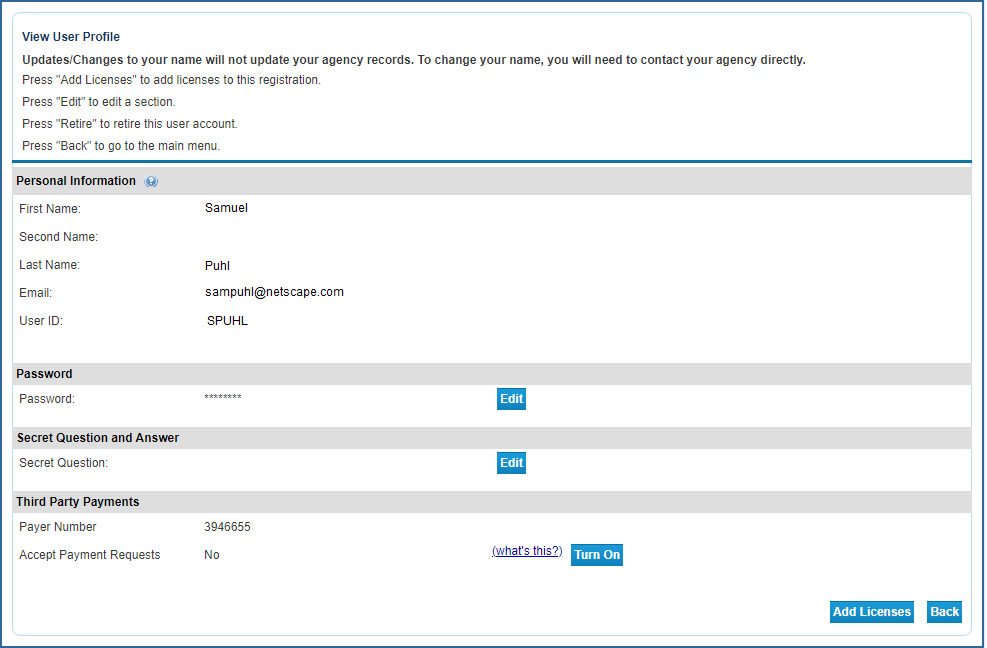 View User Profile
Updates/Changes to your name will not update your agency records. To change your name, you will need to contact your agency directly.
Press "Add Licenses" to add licenses to this registration.
Press "Edit" to edit a section.
Press "Retire" to retire this user account.
Press "Back" to go to the main menu.
Personal Information ?
First Name: Samuel
Second Name:
Last Name: Puhl
Email: sampuhl@netscape.com
User ID: SPUHL
Password
Password: ******** Edit
Secret Question and Answer
Secret Question: Edit
Third Party Payments
Payer Number 3946655
Accept Payment Requests No (what's this?) Turn On
Add Licenses Back